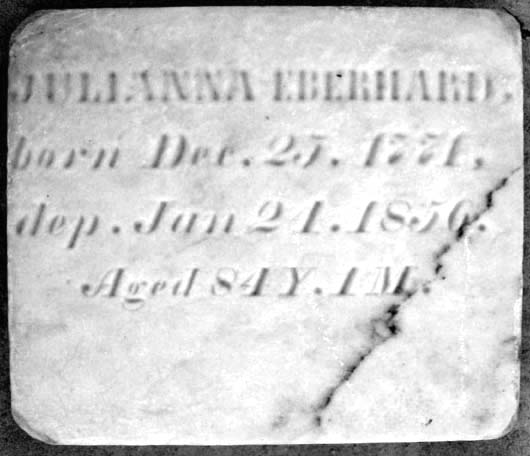 JULIANNA EBERHARD,
born Dec. 25. 1771,
dep. Jan 24. 1856.
Aged 84 Y. 1 M.